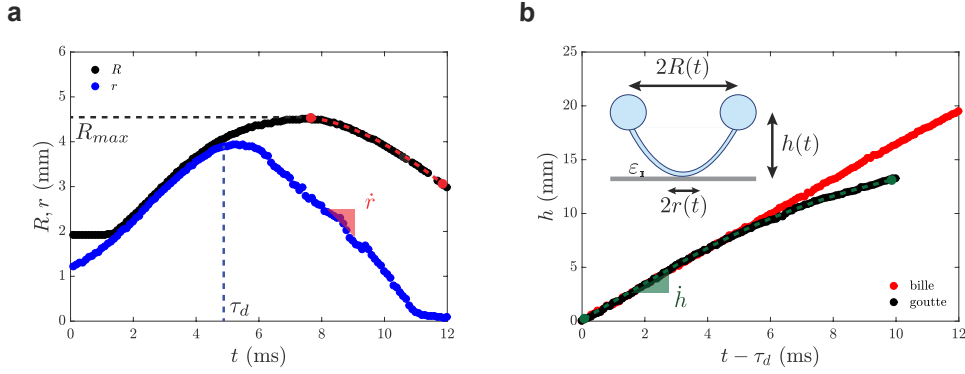 a
R, r (mm)
6
5
4
3
2
1
0
R
r
R_max
ṙ
τ_d
0 2 4 6 8 10 12
t (ms)
b
h (mm)
25
20
15
10
5
0
2R(t)
h(t)
ε
2r(t)
ḣ
bille
goutte
0 2 4 6 8 10 12
t − τ_d (ms)